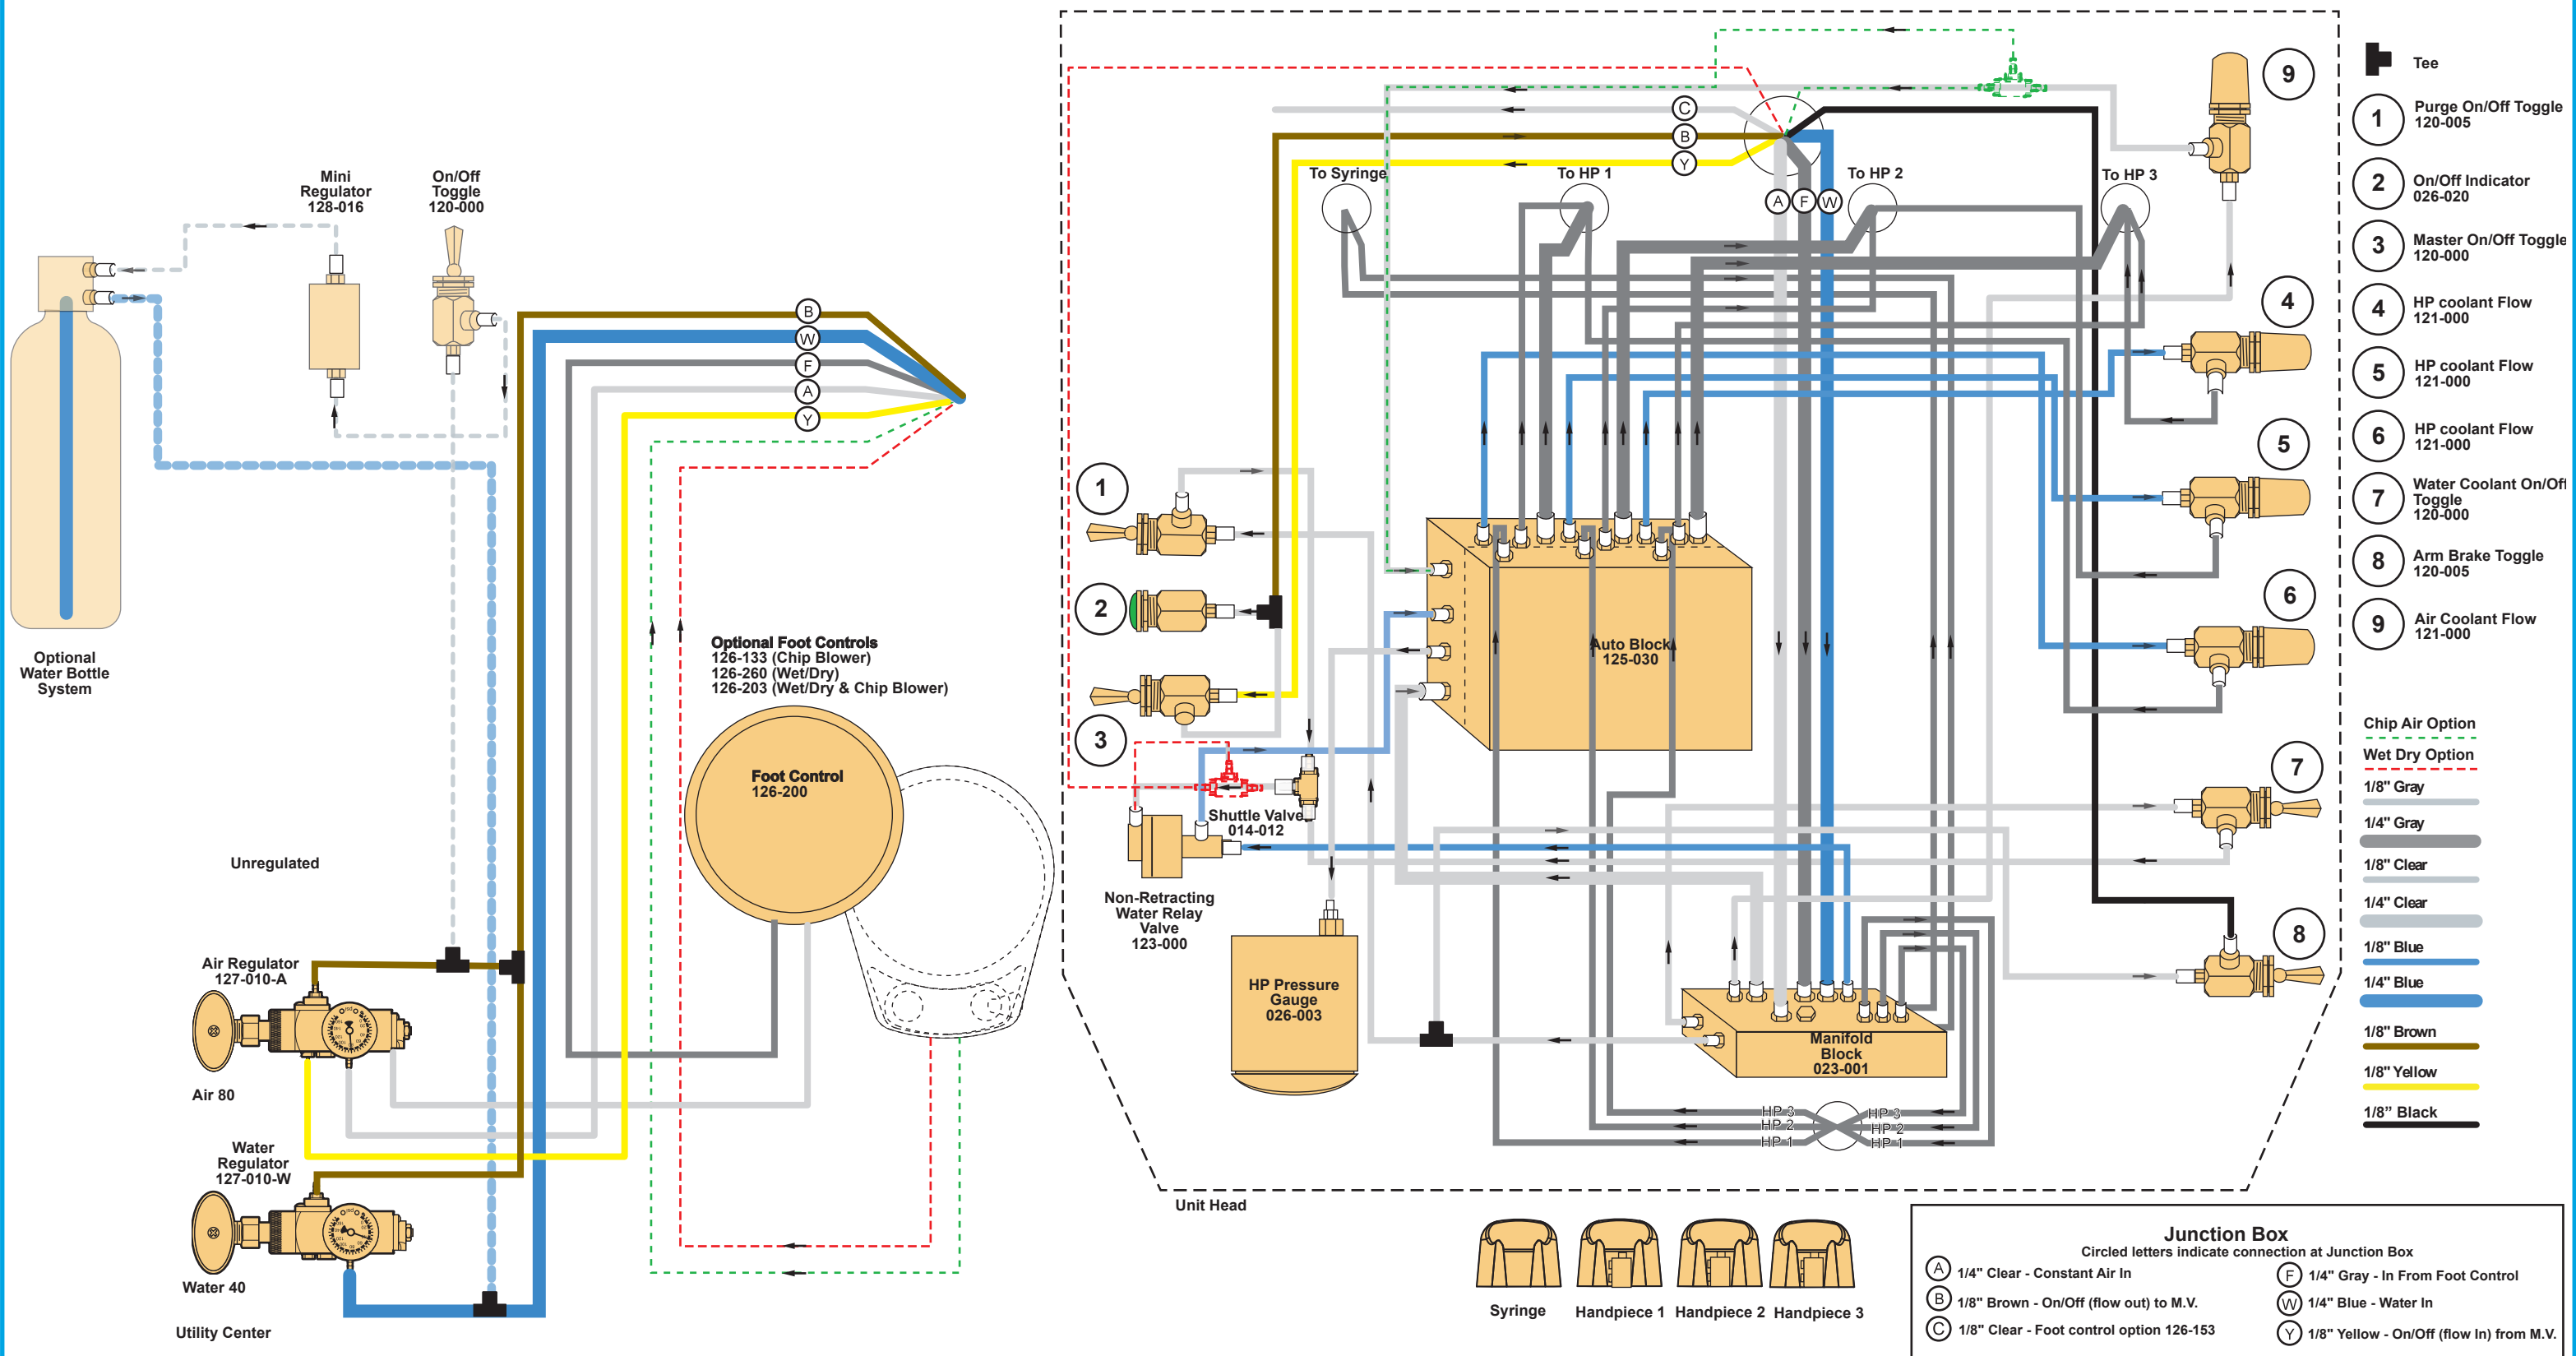 Mini
Regulator
128-016
On/Off
Toggle
120-000
Optional
Water Bottle
System
B
W
F
A
Y
Optional Foot Controls
126-133 (Chip Blower)
126-260 (Wet/Dry)
126-203 (Wet/Dry & Chip Blower)
Foot Control
126-200
Unregulated
Air Regulator
127-010-A
Air 80
Water
Regulator
127-010-W
Water 40
Utility Center
C
B
Y
To Syringe
To HP 1
To HP 2
To HP 3
A
F
W
1
2
3
4
5
6
7
8
9
Auto Block
125-030
Shuttle Valve
014-012
Non-Retracting
Water Relay
Valve
123-000
HP Pressure
Gauge
026-003
Manifold
Block
023-001
HP 3
HP 2
HP 1
HP 3
HP 2
HP 1
Unit Head
Syringe
Handpiece 1
Handpiece 2
Handpiece 3
Tee
1
Purge On/Off Toggle
120-005
2
On/Off Indicator
026-020
3
Master On/Off Toggle
120-000
4
HP coolant Flow
121-000
5
HP coolant Flow
121-000
6
HP coolant Flow
121-000
7
Water Coolant On/Off
Toggle
120-000
8
Arm Brake Toggle
120-005
9
Air Coolant Flow
121-000
Chip Air Option
Wet Dry Option
1/8" Gray
1/4" Gray
1/8" Clear
1/4" Clear
1/8" Blue
1/4" Blue
1/8" Brown
1/8" Yellow
1/8” Black
Junction Box
Circled letters indicate connection at Junction Box
A 1/4" Clear - Constant Air In
B 1/8" Brown - On/Off (flow out) to M.V.
C 1/8" Clear - Foot control option 126-153
F 1/4" Gray - In From Foot Control
W 1/4" Blue - Water In
Y 1/8" Yellow - On/Off (flow In) from M.V.